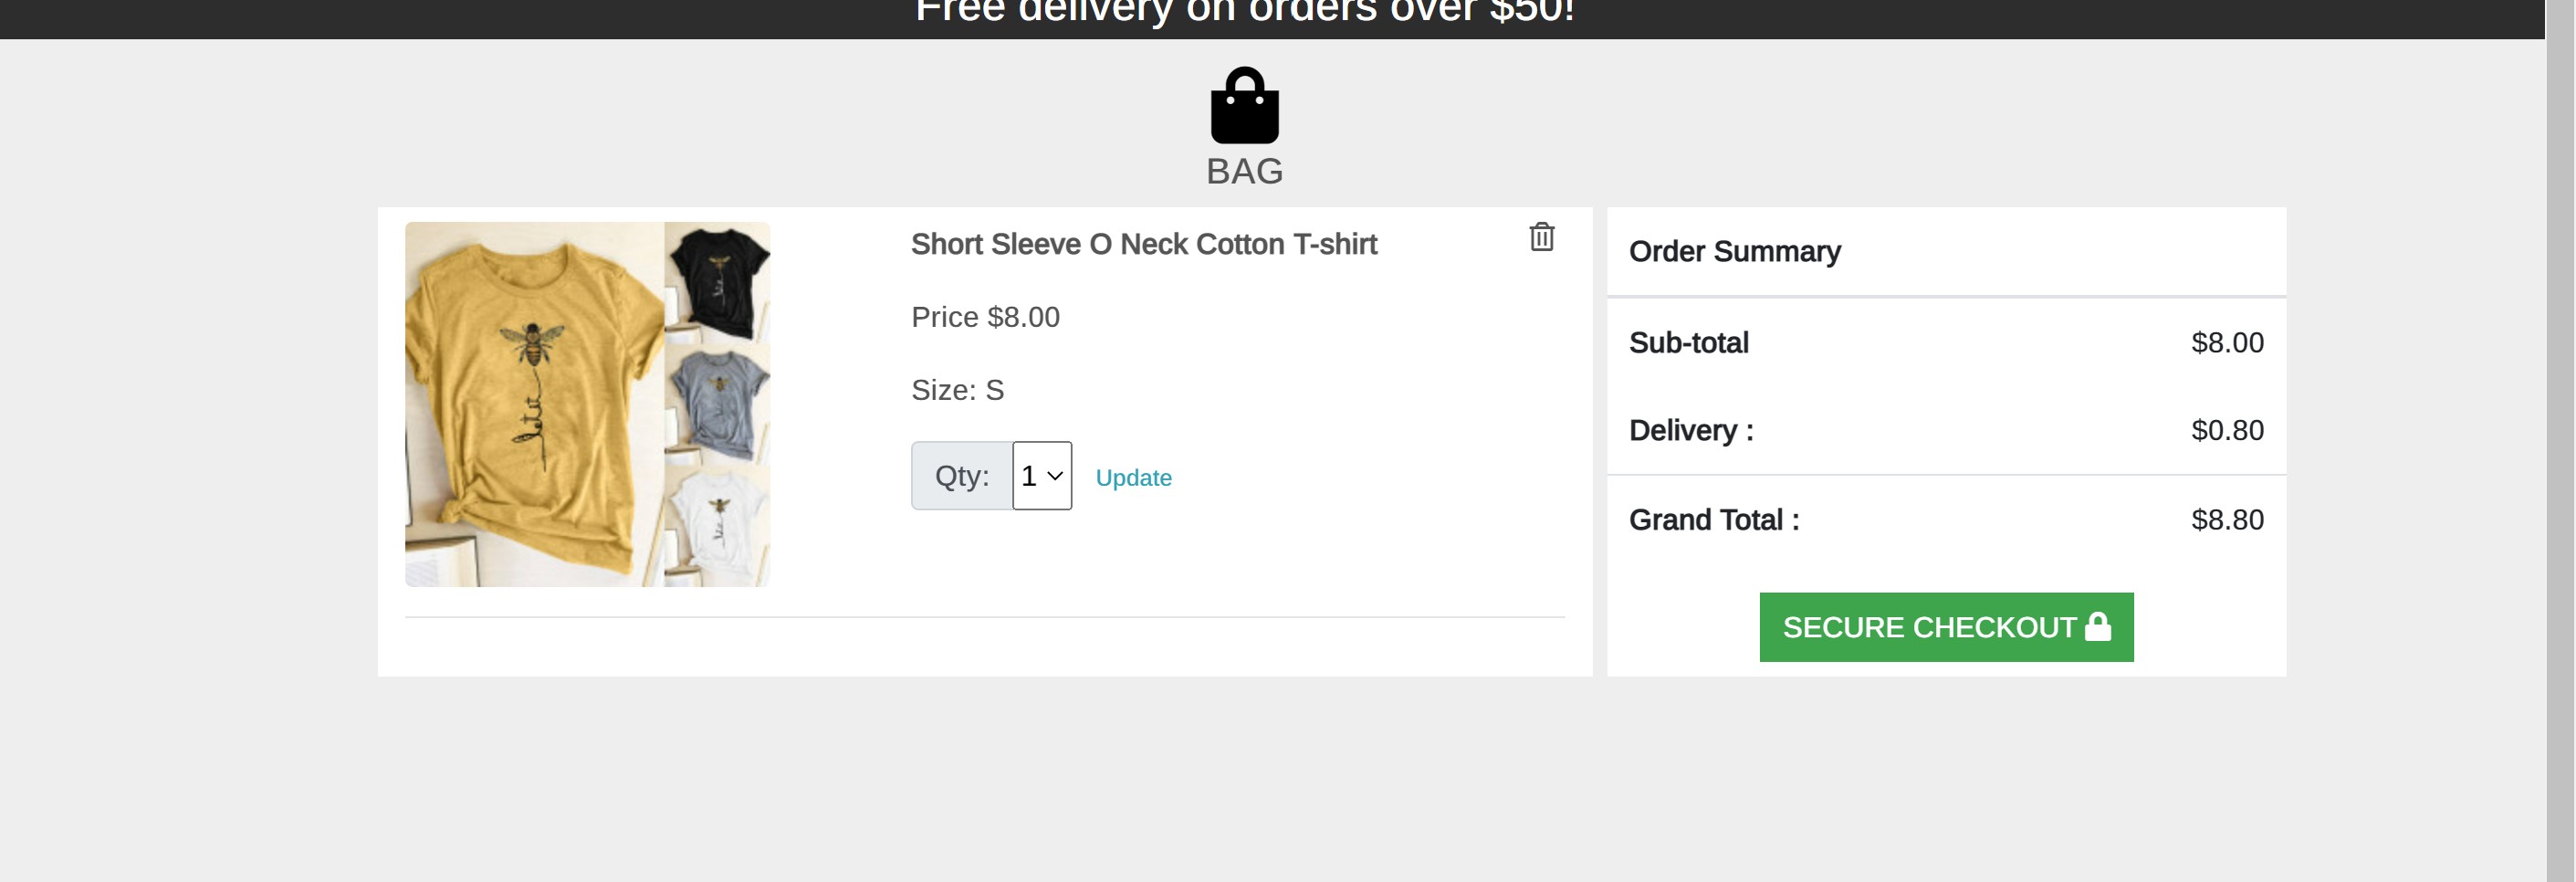 Free delivery on orders over $50!
BAG
Short Sleeve O Neck Cotton T-shirt
Price $8.00
Size: S
Qty: 1 Update
Order Summary
Sub-total $8.00
Delivery : $0.80
Grand Total : $8.80
SECURE CHECKOUT